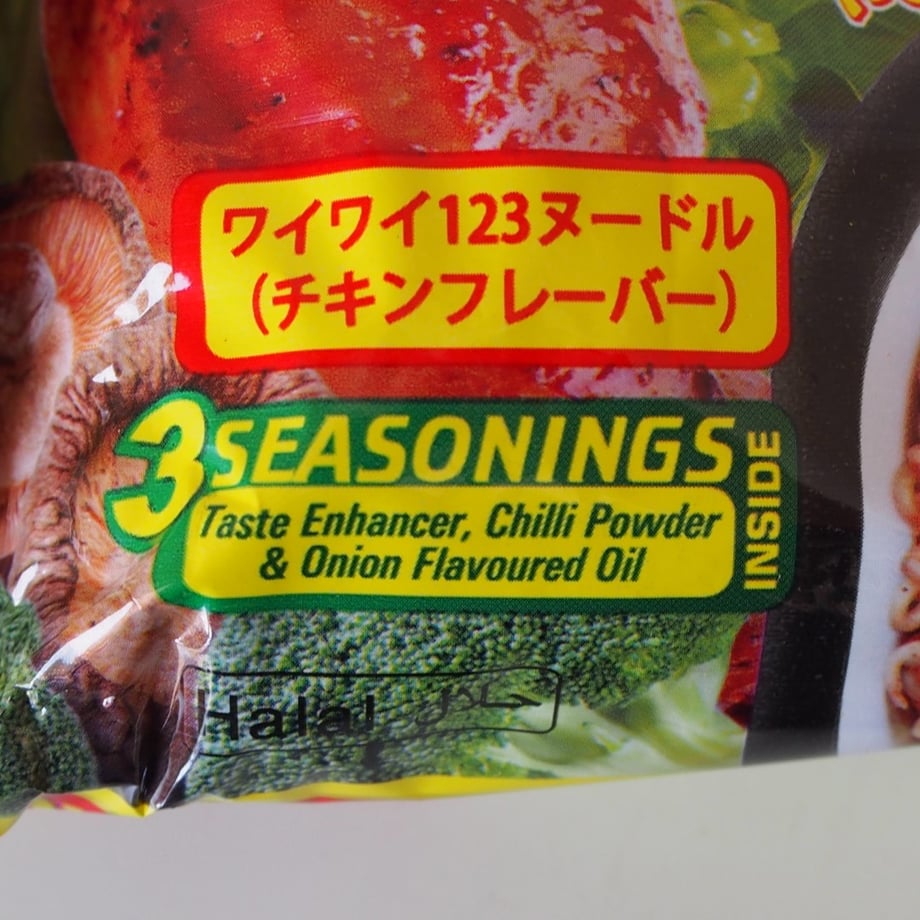 ワイワイ123ヌードル
(チキンフレーバー)
3 SEASONINGS
INSIDE
Taste Enhancer, Chilli Powder
& Onion Flavoured Oil
Halal حلال